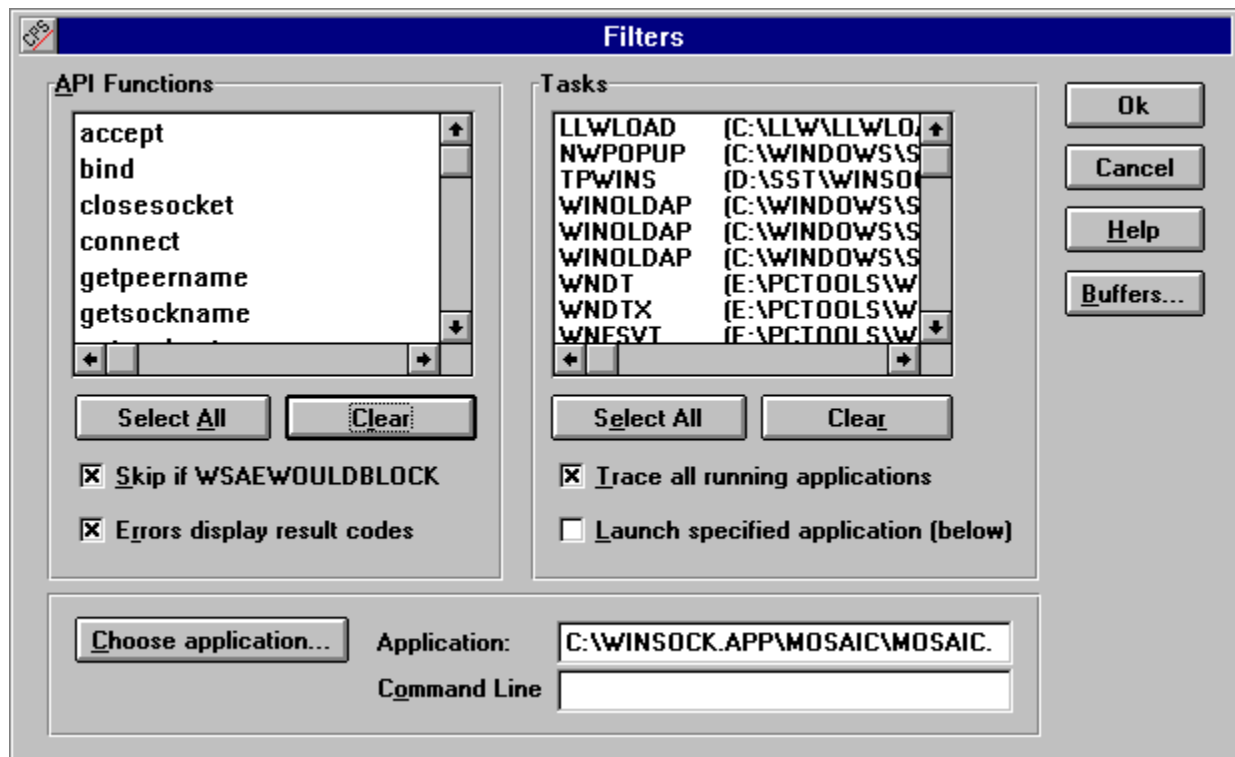 CPS
Filters
API Functions
accept
bind
closesocket
connect
getpeername
getsockname
Select All
Clear
Skip if WSAEWOULDBLOCK
Errors display result codes
Tasks
LLWLOAD (C:\LLW\LLWLO
NWPOPUP (C:\WINDOWS\S
TPWINS (D:\SST\WINSO
WINOLDAP (C:\WINDOWS\S
WINOLDAP (C:\WINDOWS\S
WINOLDAP (C:\WINDOWS\S
WNDT (E:\PCTOOLS\W
WNDTX (E:\PCTOOLS\W
WNFSVT (E:\PCTOOLS\W
Select All
Clear
Trace all running applications
Launch specified application (below)
Ok
Cancel
Help
Buffers...
Choose application...
Application:
C:\WINSOCK.APP\MOSAIC\MOSAIC.
Command Line